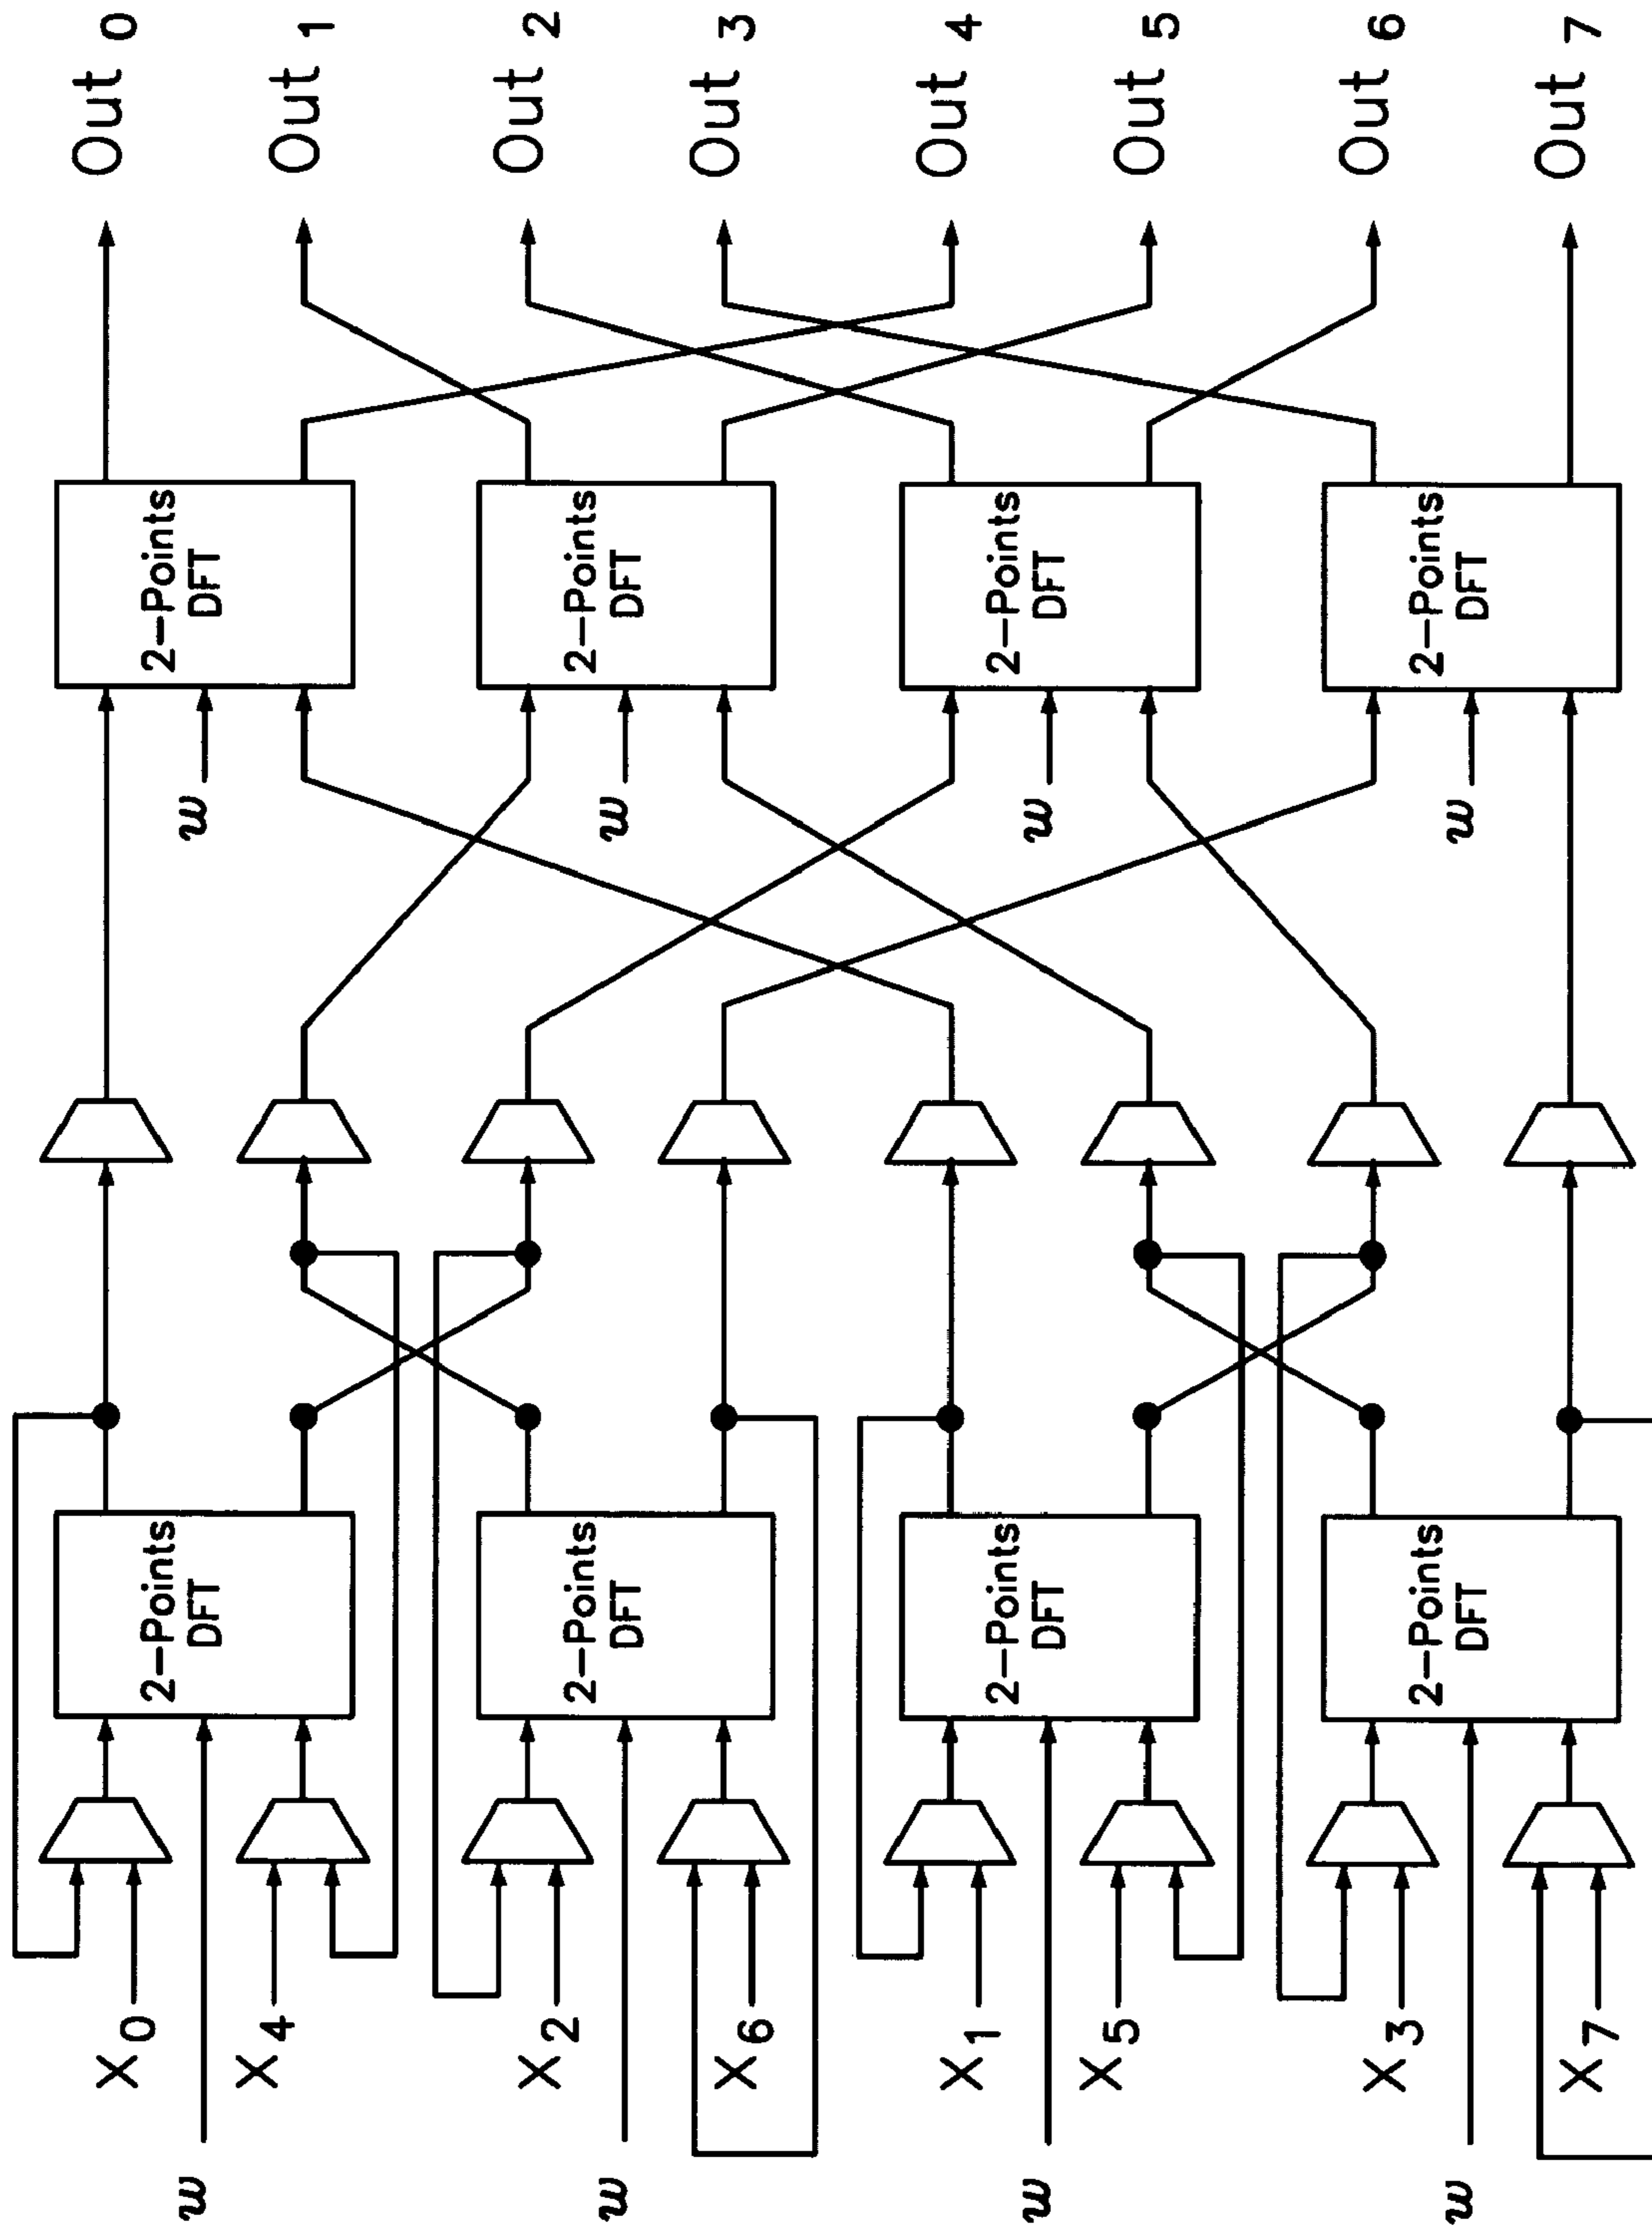 Out 0
Out 1
Out 2
Out 3
Out 4
Out 5
Out 6
Out 7
2-Points
DFT
2-Points
DFT
2-Points
DFT
2-Points
DFT
w
w
w
w
2-Points
DFT
2-Points
DFT
2-Points
DFT
2-Points
DFT
X0
X4
X2
X6
X1
X5
X3
X7
w
w
w
w